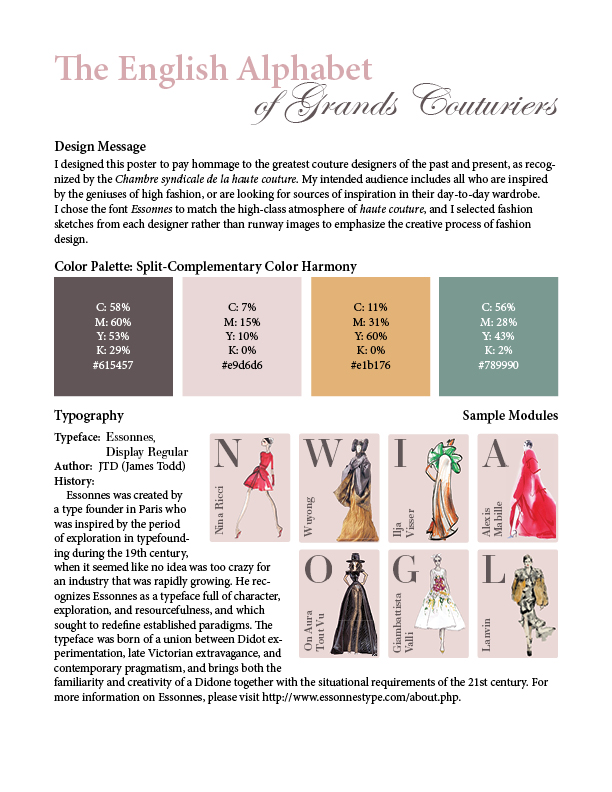 The English Alphabet
of Grands Couturiers
Design Message
I designed this poster to pay hommage to the greatest couture designers of the past and present, as recog-
nized by the Chambre syndicale de la haute couture. My intended audience includes all who are inspired
by the geniuses of high fashion, or are looking for sources of inspiration in their day-to-day wardrobe.
I chose the font Essonnes to match the high-class atmosphere of haute couture, and I selected fashion
sketches from each designer rather than runway images to emphasize the creative process of fashion
design.
Color Palette: Split-Complementary Color Harmony
C: 58%
M: 60%
Y: 53%
K: 29%
#615457
C: 7%
M: 15%
Y: 10%
K: 0%
#e9d6d6
C: 11%
M: 31%
Y: 60%
K: 0%
#e1b176
C: 56%
M: 28%
Y: 43%
K: 2%
#789990
Typography
Typeface: Essonnes,
Display Regular
Author: JTD (James Todd)
History:
Essonnes was created by
a type founder in Paris who
was inspired by the period
of exploration in typefound-
ing during the 19th century,
when it seemed like no idea was too crazy for
an industry that was rapidly growing. He rec-
ognizes Essonnes as a typeface full of character,
exploration, and resourcefulness, and which
sought to redefine established paradigms. The
typeface was born of a union between Didot ex-
perimentation, late Victorian extravagance, and
contemporary pragmatism, and brings both the
familiarity and creativity of a Didone together with the situational requirements of the 21st century. For
more information on Essonnes, please visit http://www.essonnestype.com/about.php.
Sample Modules
N
Nina Ricci
W
Wuyong
I
Ilja
Visser
A
Alexis
Mabille
O
On Aura
Tout Vu
G
Giambattista
Valli
L
Lanvin